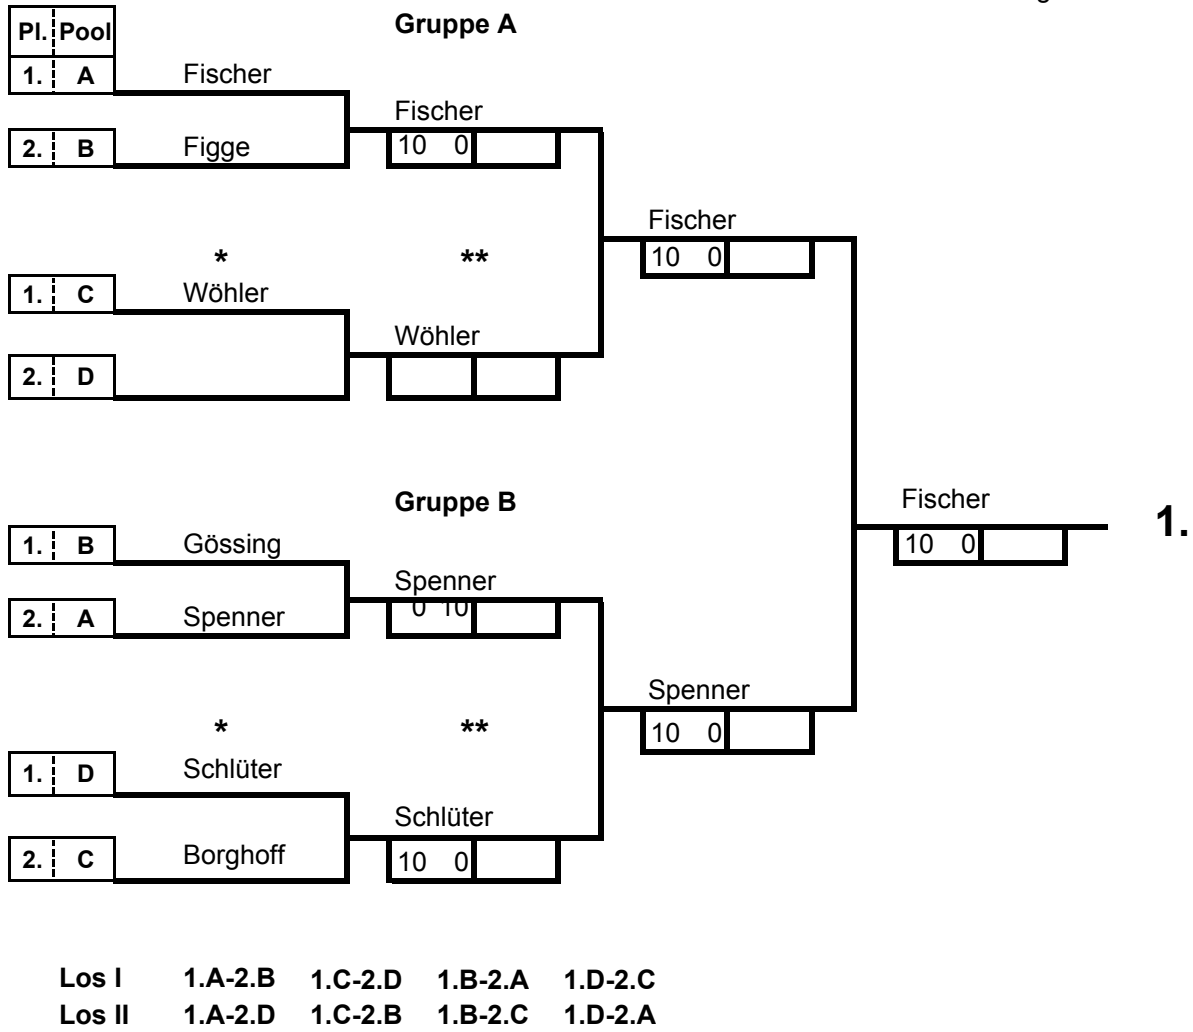 Gruppe A
Pl. Pool
1. A Fischer
Fischer
2. B Figge
10 0
Fischer
* **
10 0
1. C Wöhler
Wöhler
2. D
Gruppe B
Fischer
1.
1. B Gössing
10 0
Spenner
0 10
2. A Spenner
Spenner
* **
10 0
1. D Schlüter
Schlüter
2. C Borghoff
10 0
Los I 1.A-2.B 1.C-2.D 1.B-2.A 1.D-2.C
Los II 1.A-2.D 1.C-2.B 1.B-2.C 1.D-2.A